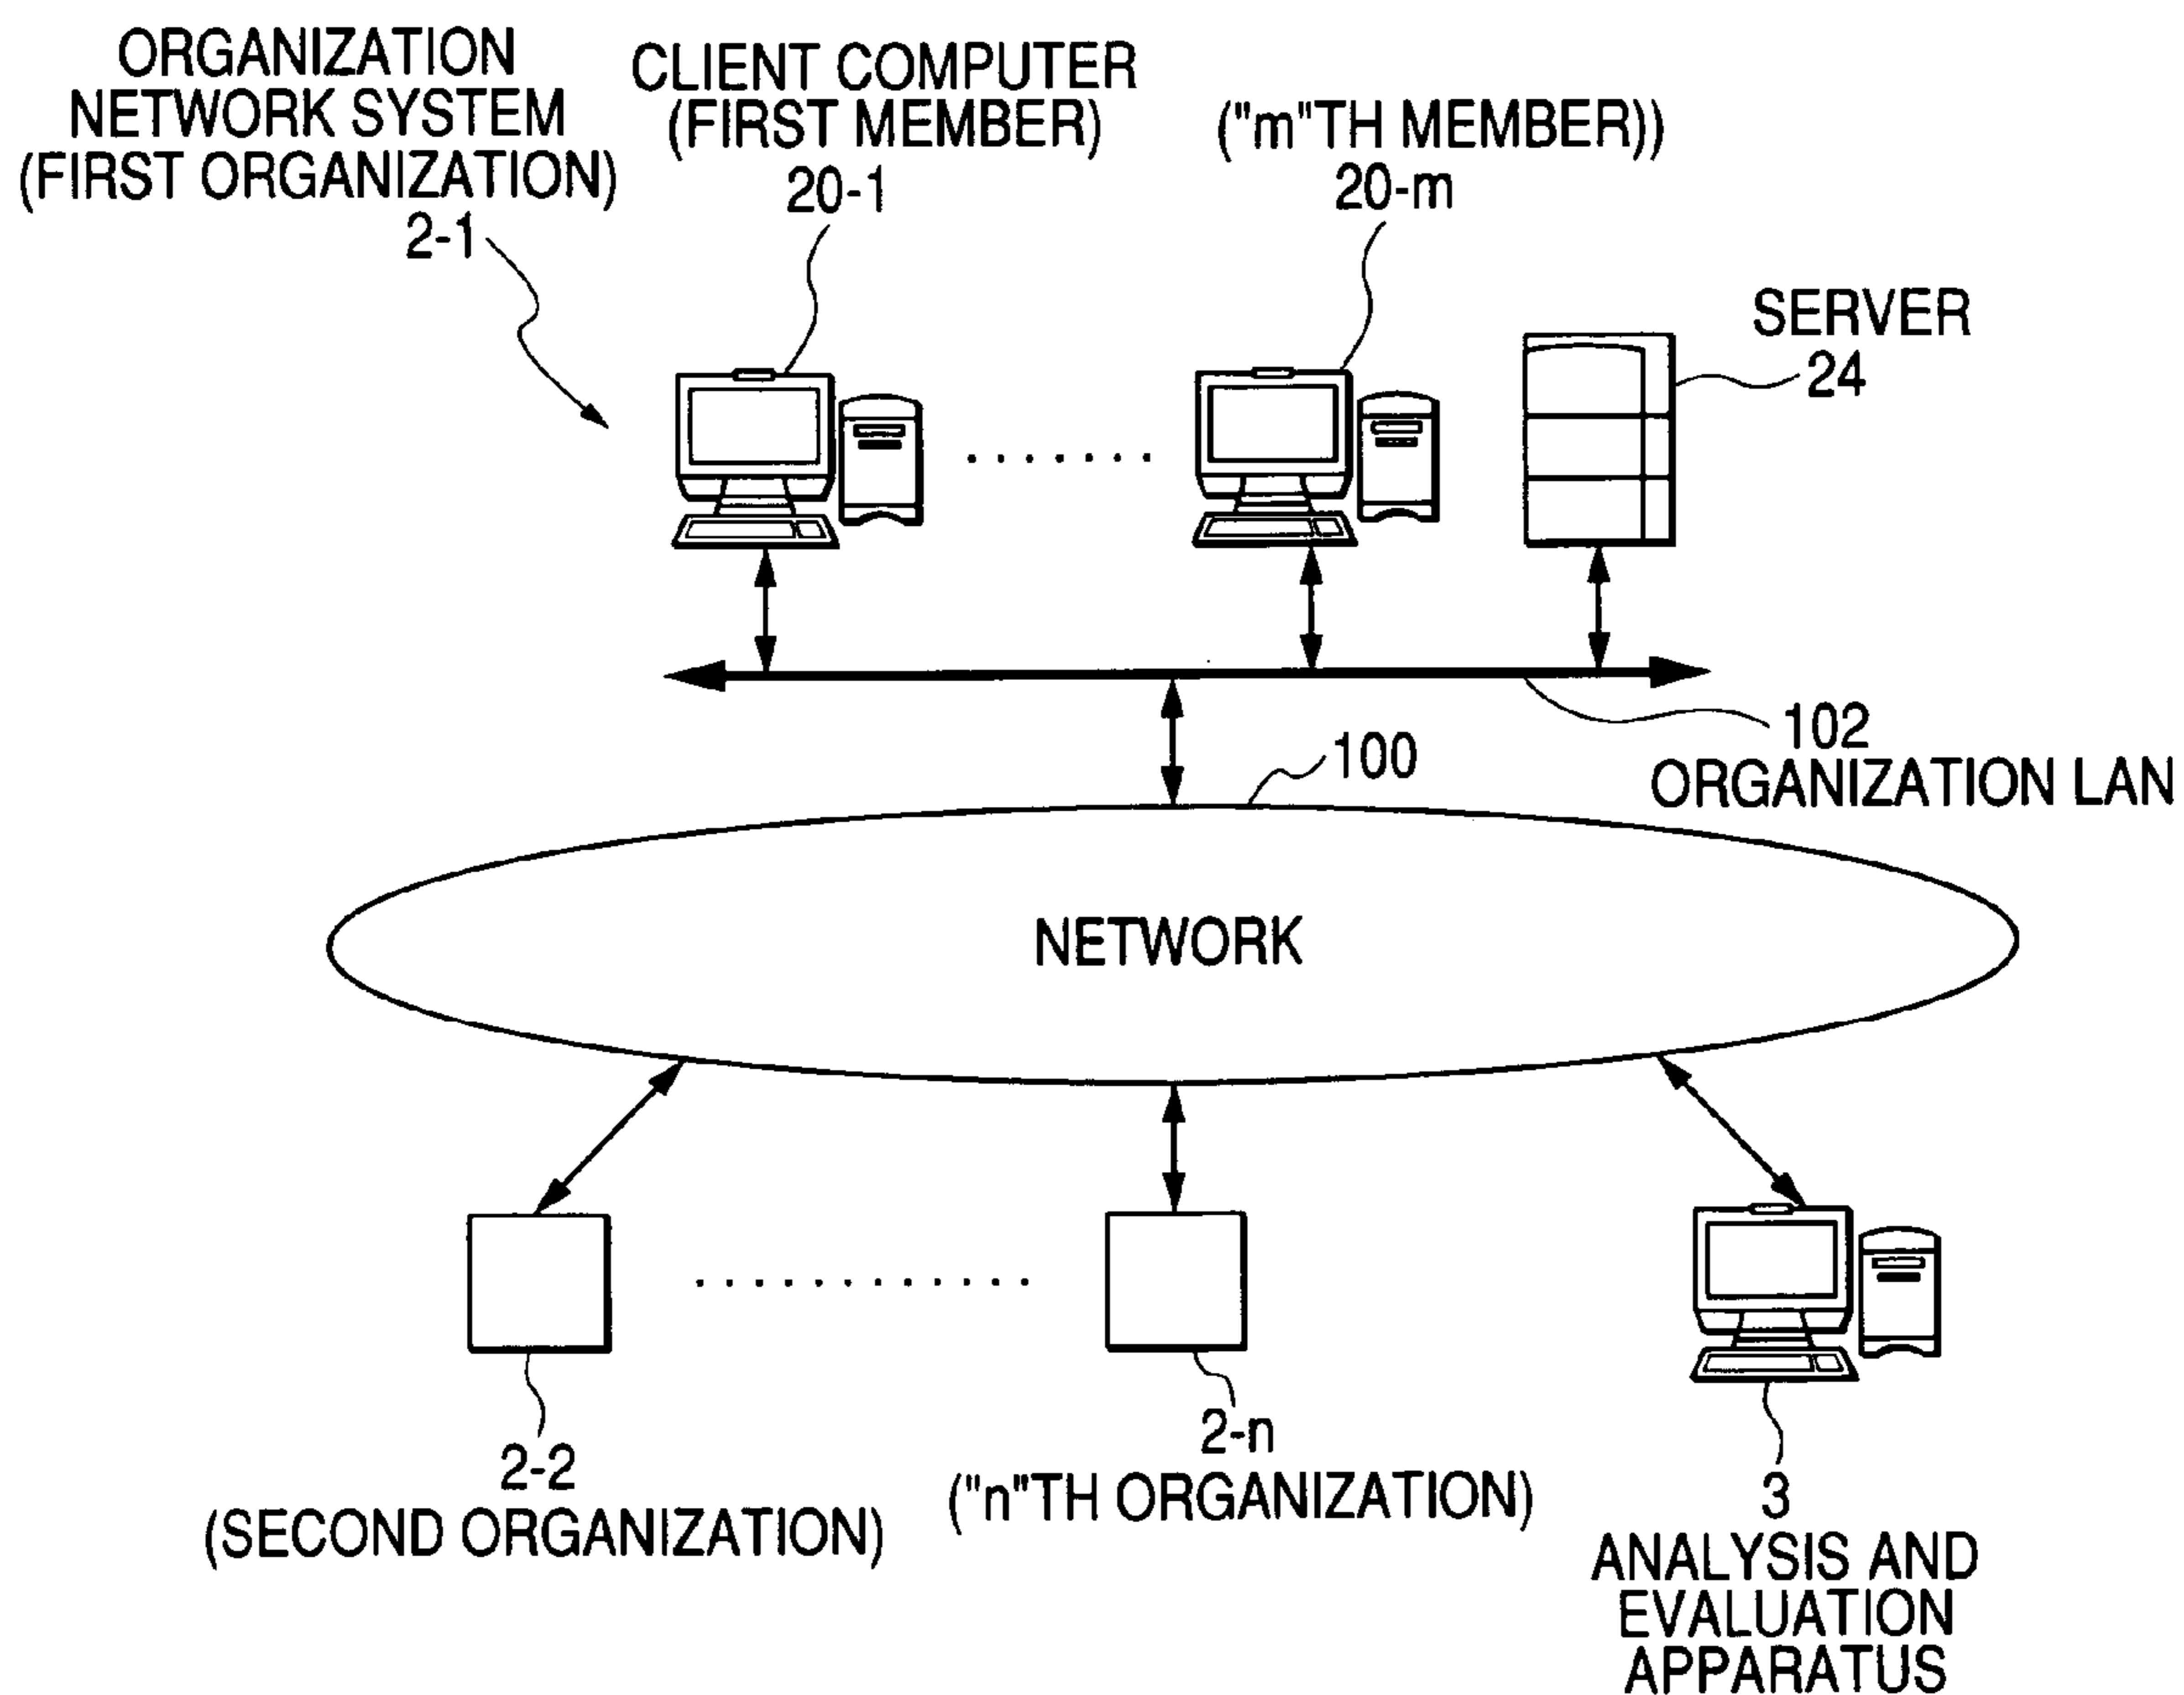 ORGANIZATION
NETWORK SYSTEM
(FIRST ORGANIZATION)
2-1
CLIENT COMPUTER
(FIRST MEMBER)
20-1
("m"TH MEMBER))
20-m
SERVER
24
102
ORGANIZATION LAN
100
NETWORK
2-2
(SECOND ORGANIZATION)
2-n
("n"TH ORGANIZATION)
3
ANALYSIS AND
EVALUATION
APPARATUS